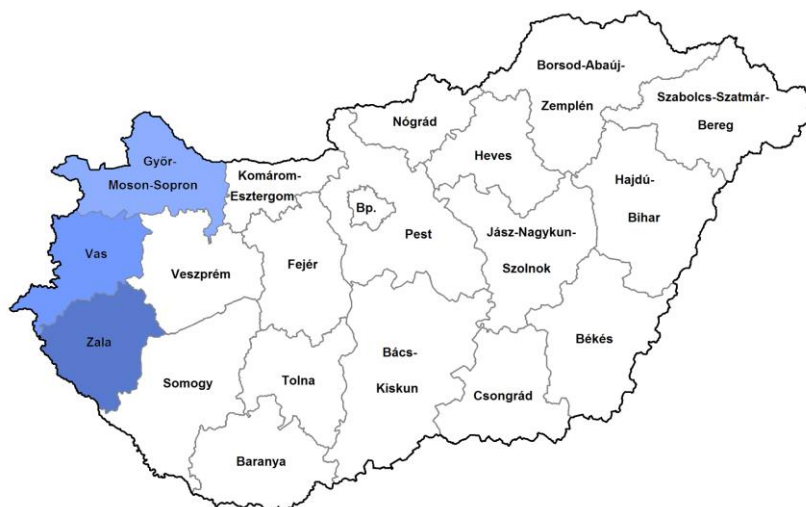 Borsod-Abaúj-
Zemplén
Szabolcs-Szatmár-
Bereg
Nógrád
Heves
Győr-
Moson-Sopron
Komárom-
Esztergom
Hajdú-
Bihar
Bp.
Pest
Jász-Nagykun-
Szolnok
Vas
Veszprém
Fejér
Zala
Somogy
Tolna
Bács-
Kiskun
Békés
Csongrád
Baranya